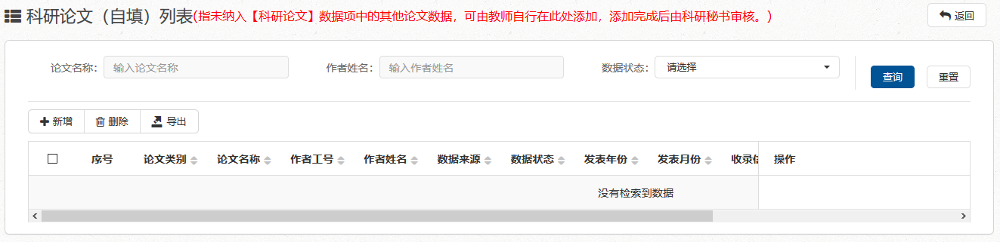 科研论文（自填）列表(指未纳入【科研论文】数据项中的其他论文数据，可由教师自行在此处添加，添加完成后由科研秘书审核。) 返回
论文名称： 输入论文名称 作者姓名： 输入作者姓名 数据状态： 请选择 查询 重置
新增 删除 导出
序号 论文类别 论文名称 作者工号 作者姓名 数据来源 数据状态 发表年份 发表月份 收录 操作
没有检索到数据